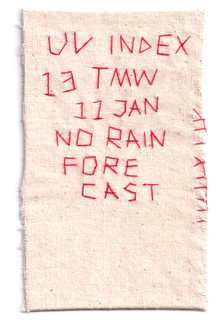 UV INDEX
13 TMW
11 JAN
NO RAIN
FORE
CAST